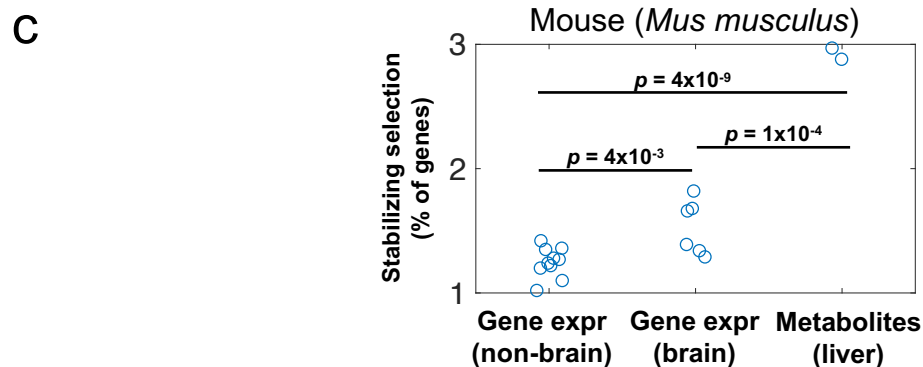 c
Mouse (Mus musculus)
Stabilizing selection
(% of genes)
3
2
1
p = 4x10⁻⁹
p = 1x10⁻⁴
p = 4x10⁻³
Gene expr
(non-brain)
Gene expr
(brain)
Metabolites
(liver)